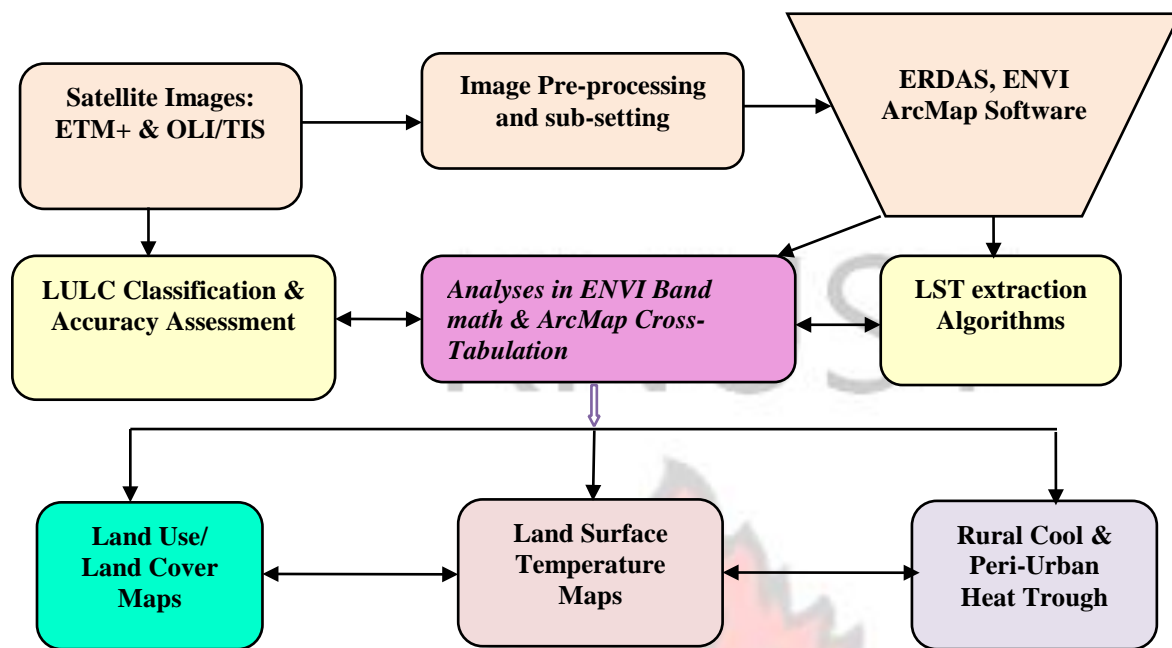 Satellite Images:
ETM+ & OLI/TIS
Image Pre-processing
and sub-setting
ERDAS, ENVI
ArcMap Software
LULC Classification &
Accuracy Assessment
Analyses in ENVI Band
math & ArcMap Cross-
Tabulation
LST extraction
Algorithms
Land Use/
Land Cover
Maps
Land Surface
Temperature
Maps
Rural Cool &
Peri-Urban
Heat Trough